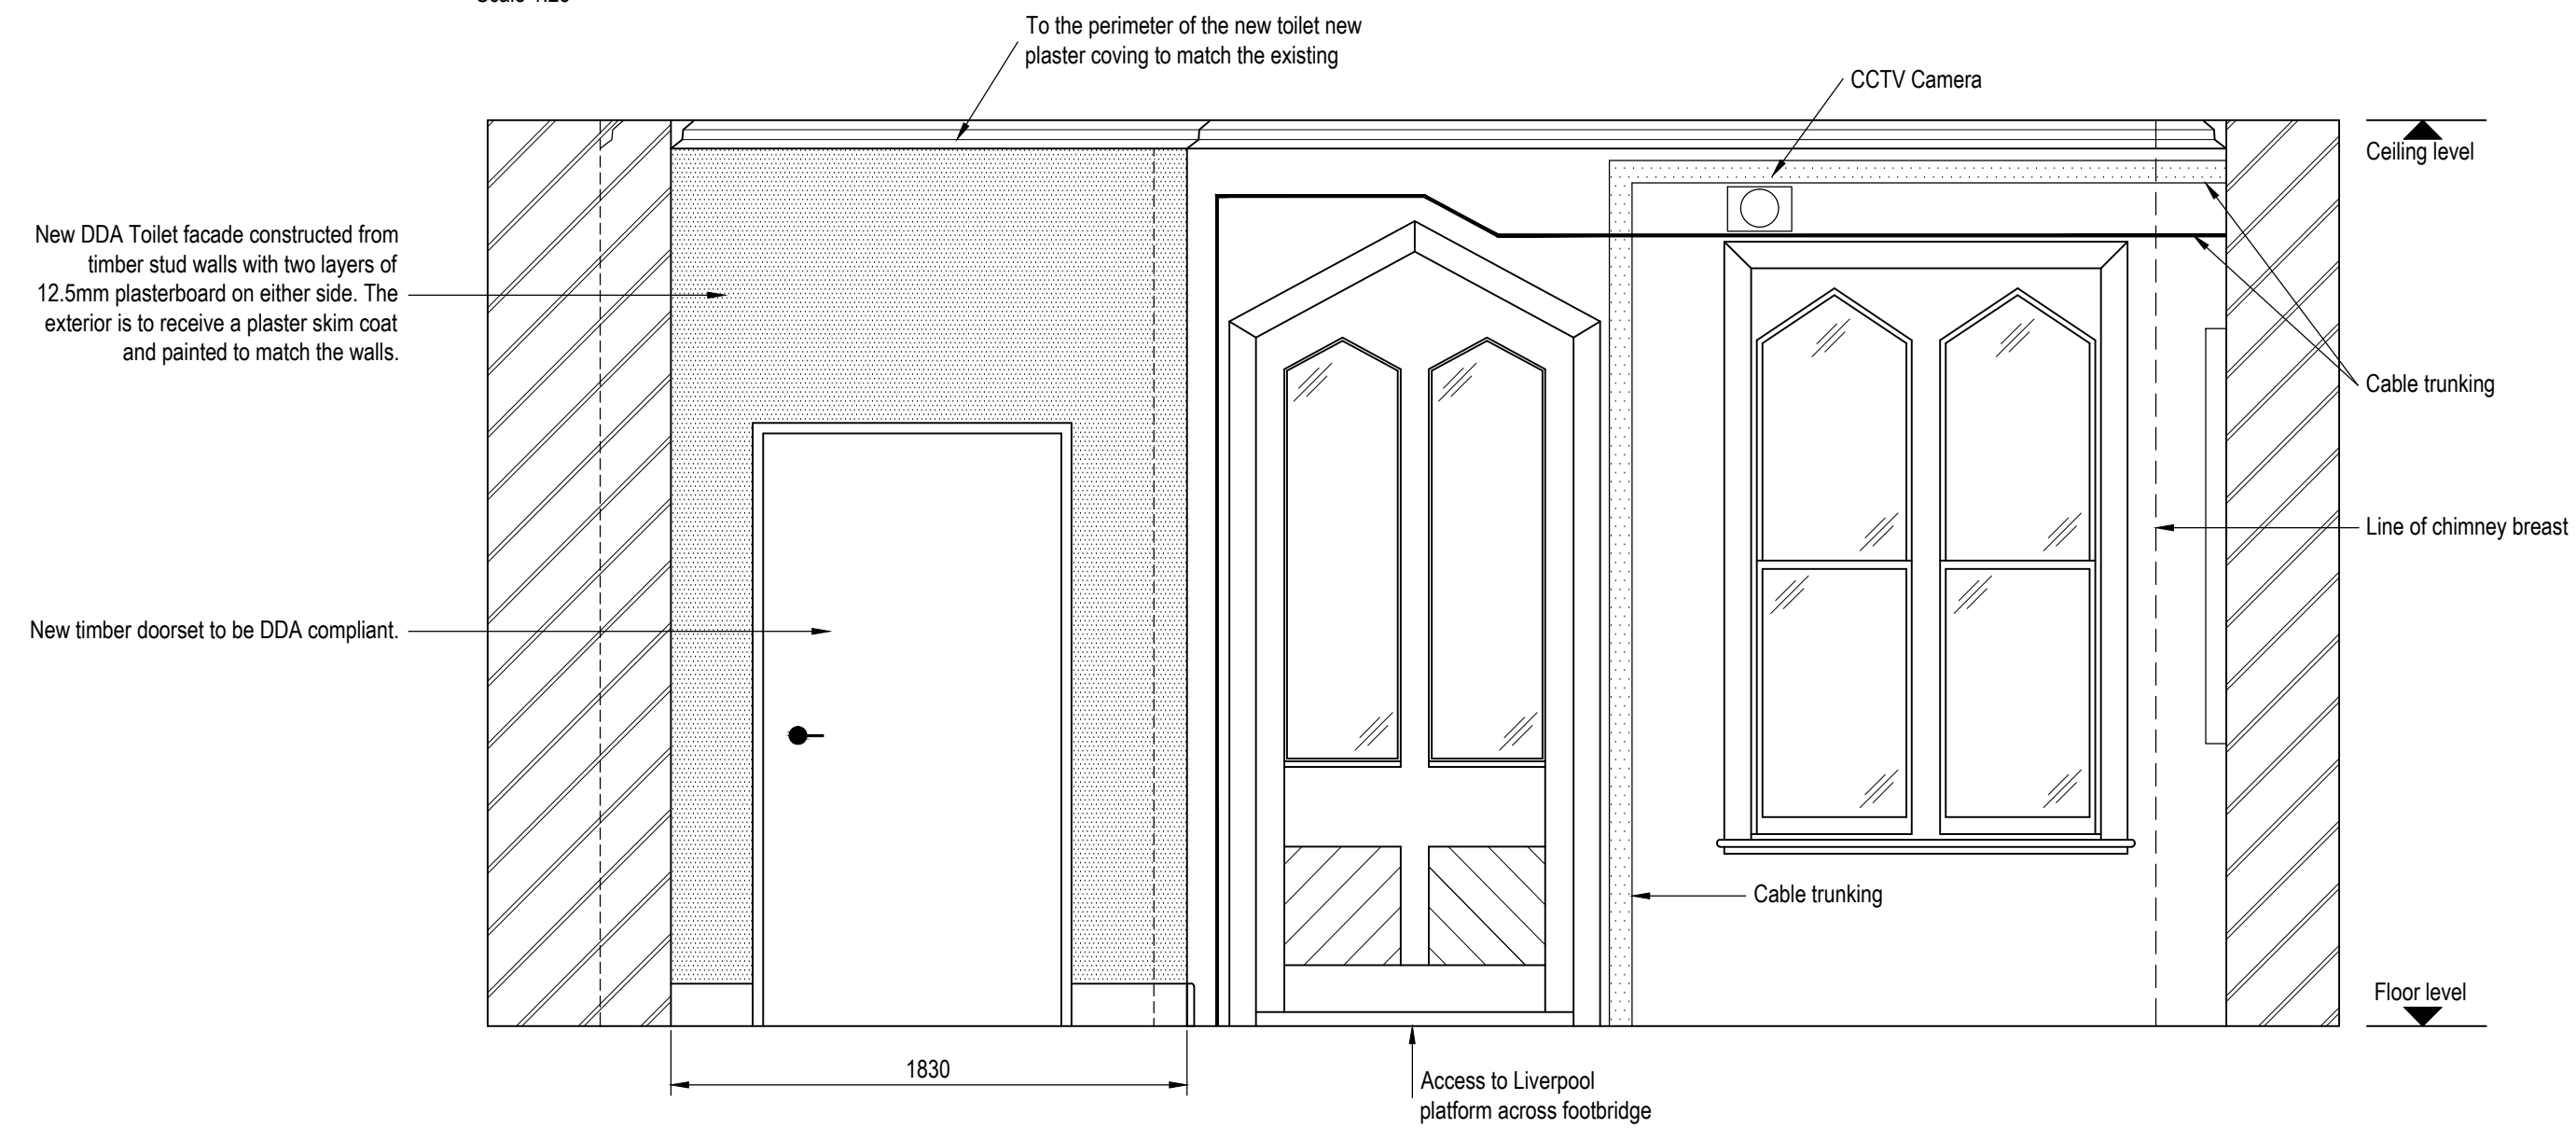 To the perimeter of the new toilet new
plaster coving to match the existing
CCTV Camera
Ceiling level
New DDA Toilet facade constructed from
timber stud walls with two layers of
12.5mm plasterboard on either side. The
exterior is to receive a plaster skim coat
and painted to match the walls.
Cable trunking
Line of chimney breast
New timber doorset to be DDA compliant.
Cable trunking
Floor level
1830
Access to Liverpool
platform across footbridge